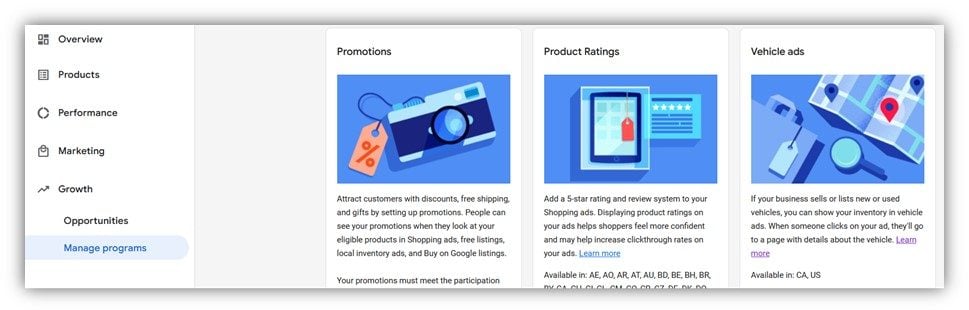 Overview
Products
Performance
Marketing
Growth
Opportunities
Manage programs
Promotions
%
Attract customers with discounts, free shipping,
and gifts by setting up promotions. People can
see your promotions when they look at your
eligible products in Shopping ads, free listings,
local inventory ads, and Buy on Google listings.
Your promotions must meet the participation
Product Ratings
Add a 5-star rating and review system to your
Shopping ads. Displaying product ratings on
your ads helps shoppers feel more confident
and may help increase clickthrough rates on
your ads. Learn more
Available in: AE, AO, AR, AT, AU, BD, BE, BH, BR,
Vehicle ads
If your business sells or lists new or used
vehicles, you can show your inventory in vehicle
ads. When someone clicks on your ad, they'll go
to a page with details about the vehicle. Learn
more
Available in: CA, US